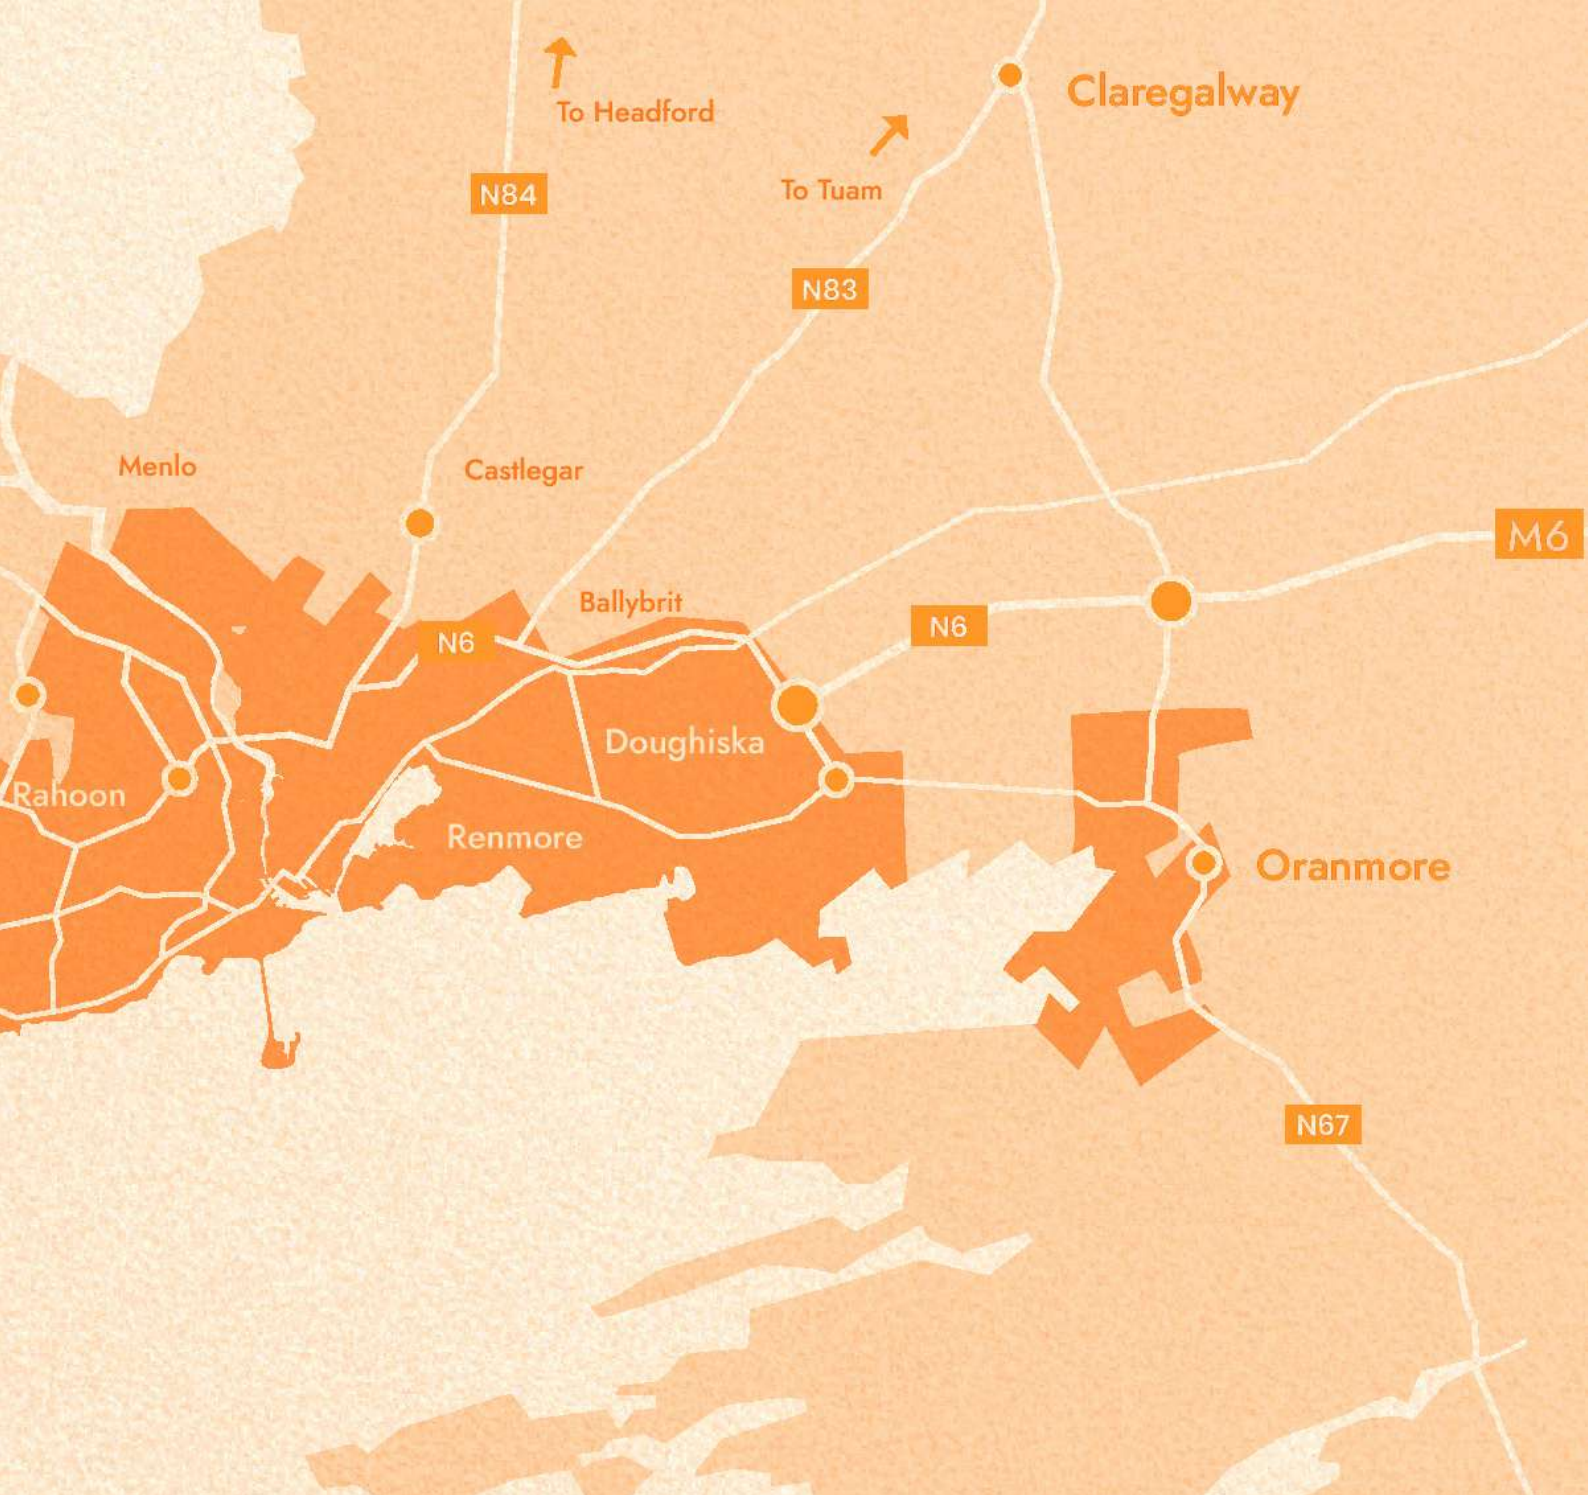 Claregalway
To Headford
To Tuam
N84
N83
Menlo
Castlegar
M6
Ballybrit
N6
N6
Doughiska
Rahoon
Renmore
Oranmore
N67